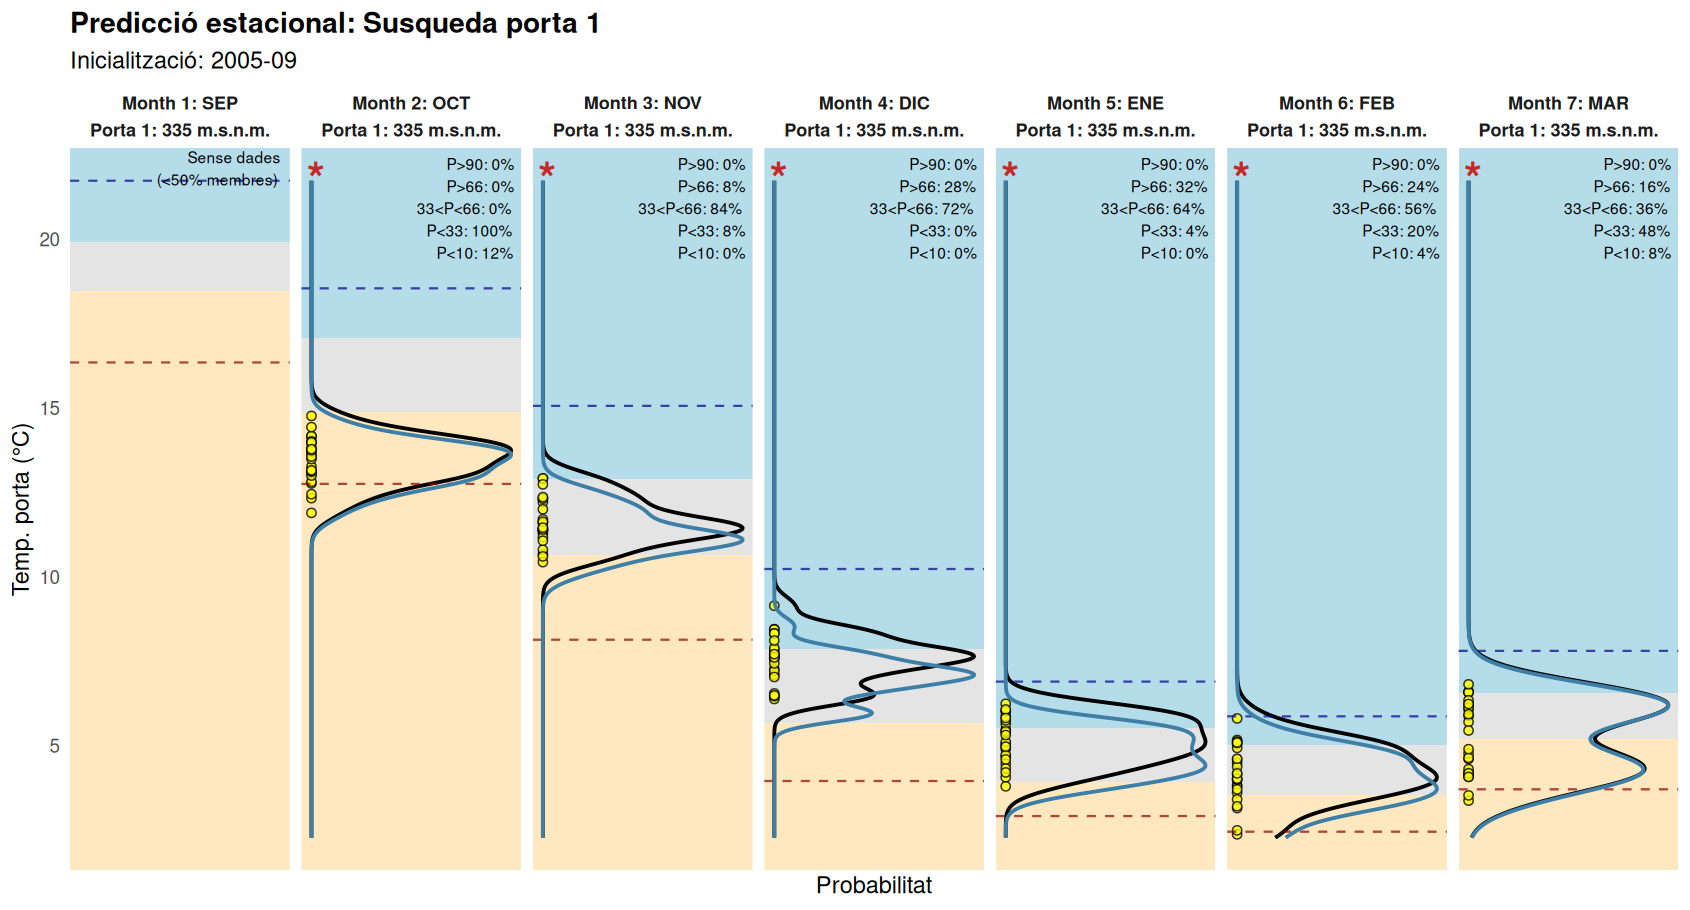 Predicció estacional: Susqueda porta 1
Inicialització: 2005-09
Month 1: SEP
Porta 1: 335 m.s.n.m.
Month 2: OCT
Porta 1: 335 m.s.n.m.
Month 3: NOV
Porta 1: 335 m.s.n.m.
Month 4: DIC
Porta 1: 335 m.s.n.m.
Month 5: ENE
Porta 1: 335 m.s.n.m.
Month 6: FEB
Porta 1: 335 m.s.n.m.
Month 7: MAR
Porta 1: 335 m.s.n.m.
Sense dades
(<50% membres)
*
P>90: 0%
P>66: 0%
33<P<66: 0%
P<33: 100%
P<10: 12%
*
P>90: 0%
P>66: 8%
33<P<66: 84%
P<33: 8%
P<10: 0%
*
P>90: 0%
P>66: 28%
33<P<66: 72%
P<33: 0%
P<10: 0%
*
P>90: 0%
P>66: 32%
33<P<66: 64%
P<33: 4%
P<10: 0%
*
P>90: 0%
P>66: 24%
33<P<66: 56%
P<33: 20%
P<10: 4%
*
P>90: 0%
P>66: 16%
33<P<66: 36%
P<33: 48%
P<10: 8%
20
15
10
5
Temp. porta (°C)
Probabilitat